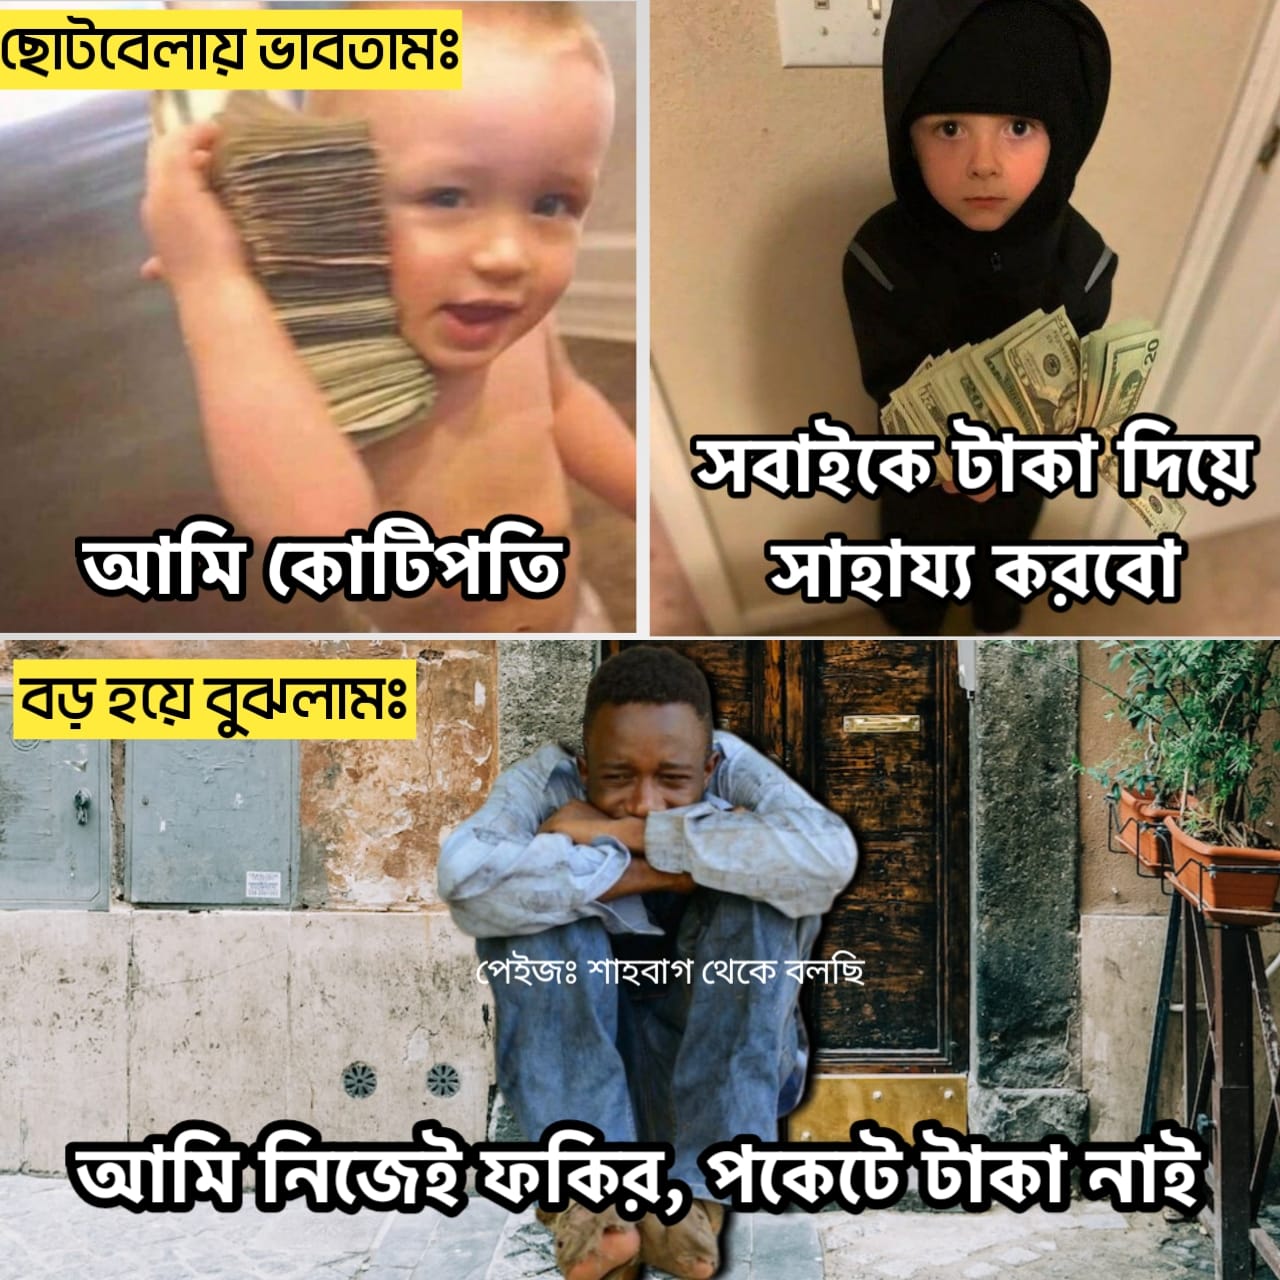 ছোটবেলায় ভাবতামঃ
আমি কোটিপতি
সবাইকে টাকা দিয়ে
সাহায্য করবো
বড় হয়ে বুঝলামঃ
পেইজঃ শাহবাগ থেকে বলছি
আমি নিজেই ফকির, পকেটে টাকা নাই